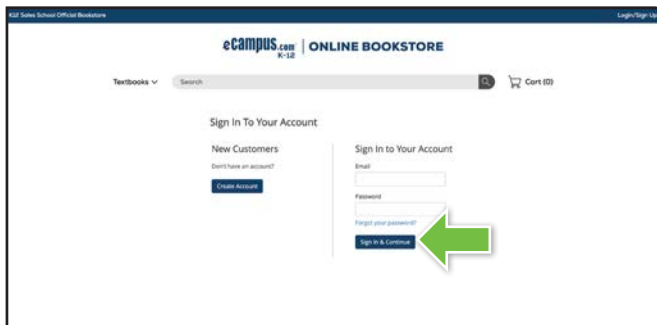 K12 Sales School Official Bookstore
Login/Sign Up
eCampus.com K-12 | ONLINE BOOKSTORE
Textbooks
Search
Cart (0)
Sign In To Your Account
New Customers
Don't have an account?
Create Account
Sign In to Your Account
Email
Password
Forgot your password?
Sign In & Continue